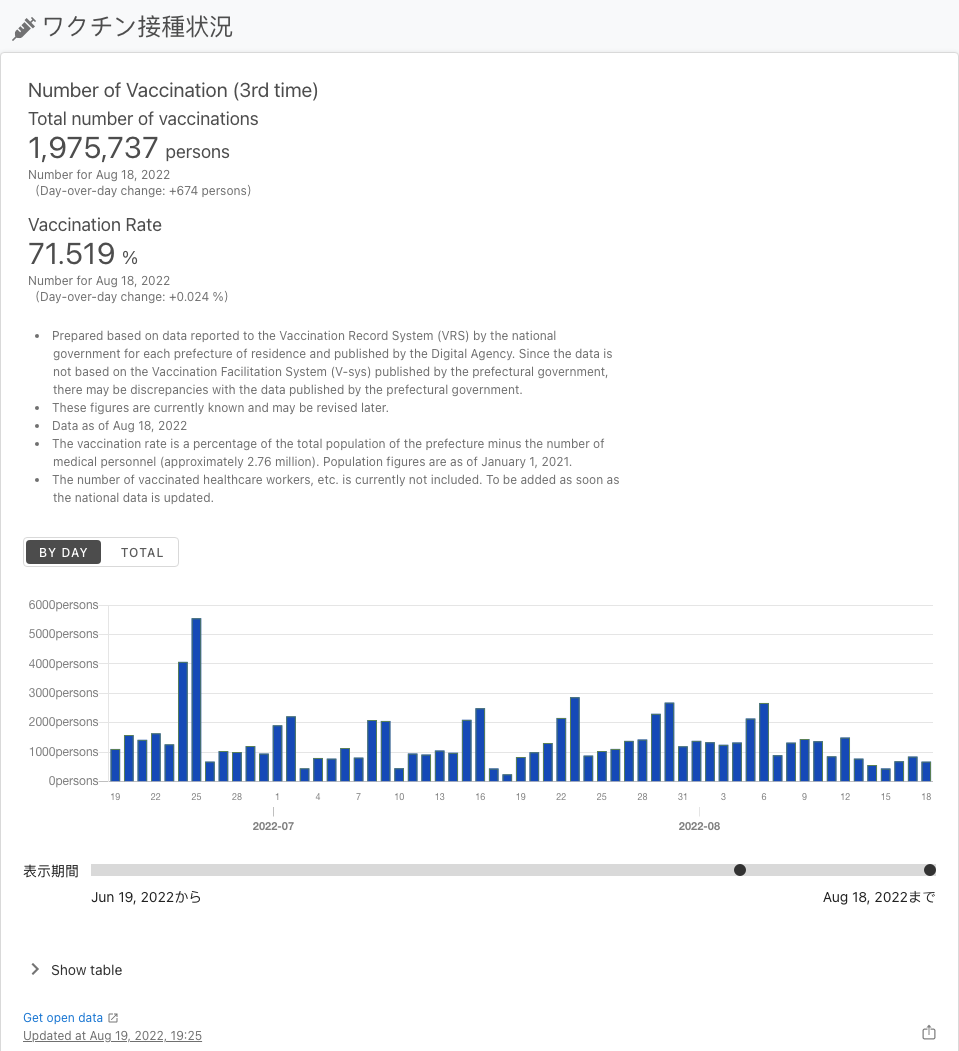 ワクチン接種状況
Number of Vaccination (3rd time)
Total number of vaccinations
1,975,737 persons
Number for Aug 18, 2022
(Day-over-day change: +674 persons)
Vaccination Rate
71.519 %
Number for Aug 18, 2022
(Day-over-day change: +0.024 %)
• Prepared based on data reported to the Vaccination Record System (VRS) by the national
government for each prefecture of residence and published by the Digital Agency. Since the data is
not based on the Vaccination Facilitation System (V-sys) published by the prefectural government,
there may be discrepancies with the data published by the prefectural government.
• These figures are currently known and may be revised later.
• Data as of Aug 18, 2022
• The vaccination rate is a percentage of the total population of the prefecture minus the number of
medical personnel (approximately 2.76 million). Population figures are as of January 1, 2021.
• The number of vaccinated healthcare workers, etc. is currently not included. To be added as soon as
the national data is updated.
BY DAY TOTAL
6000persons
5000persons
4000persons
3000persons
2000persons
1000persons
0persons
19 22 25 28 1 4 7 10 13 16 19 22 25 28 31 3 6 9 12 15 18
2022-07 2022-08
表示期間
Jun 19, 2022から Aug 18, 2022まで
Show table
Get open data
Updated at Aug 19, 2022, 19:25